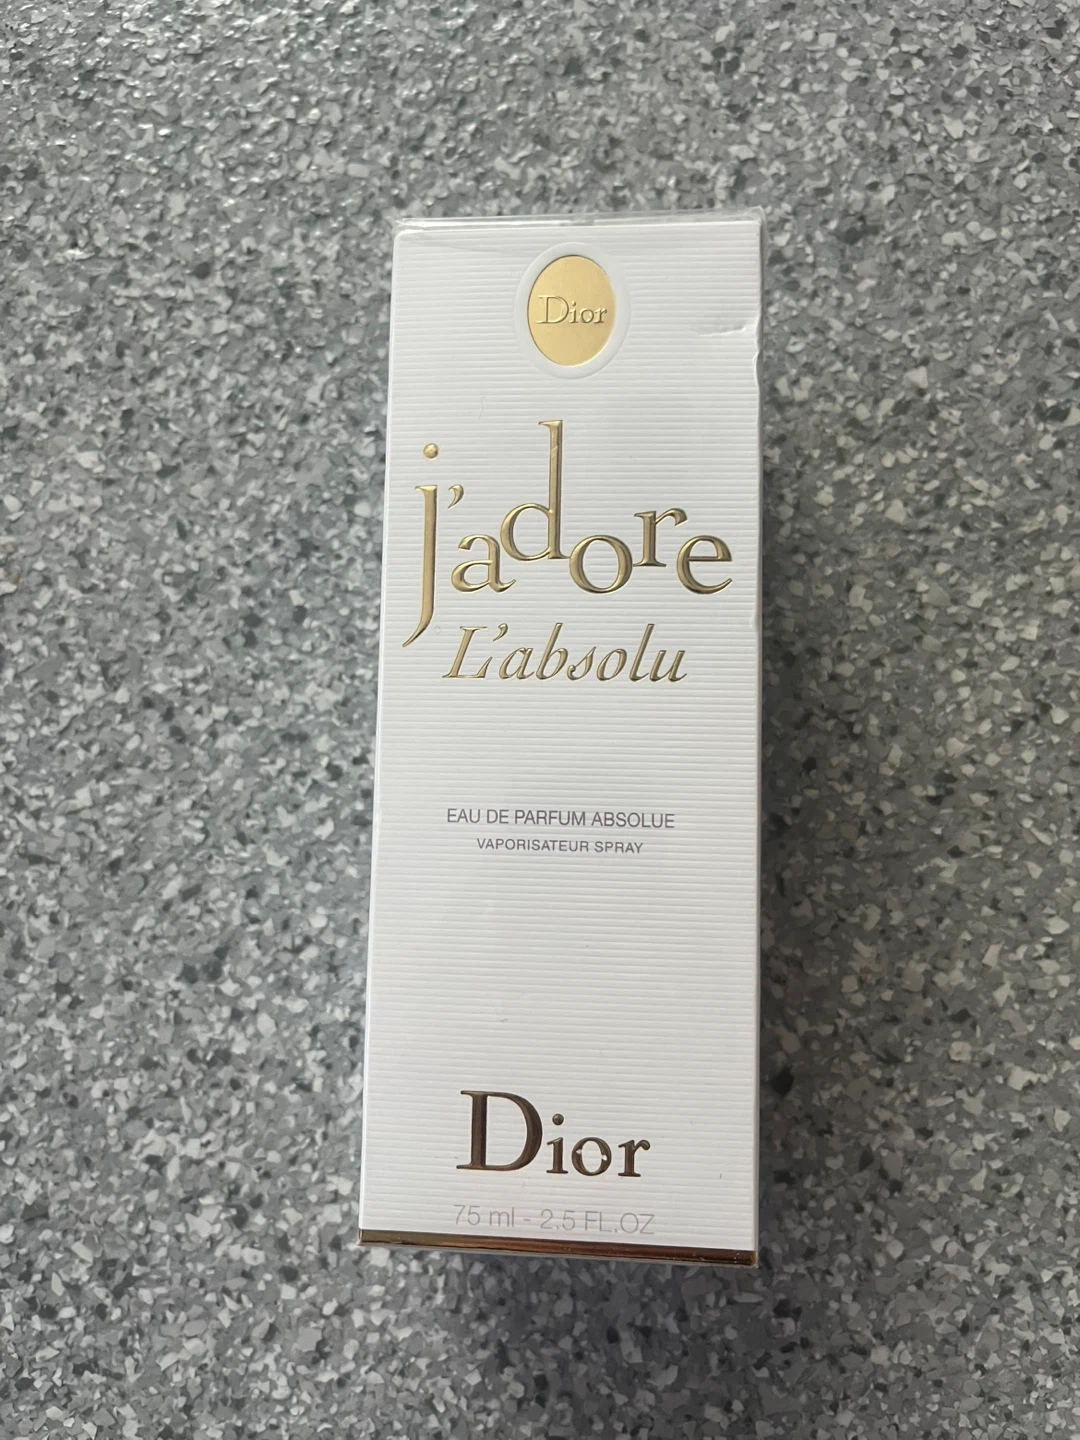 Dior
j'adore
L'absolu
EAU DE PARFUM ABSOLUE
VAPORISATEUR SPRAY
Dior
75 ml - 2.5 FL.OZ